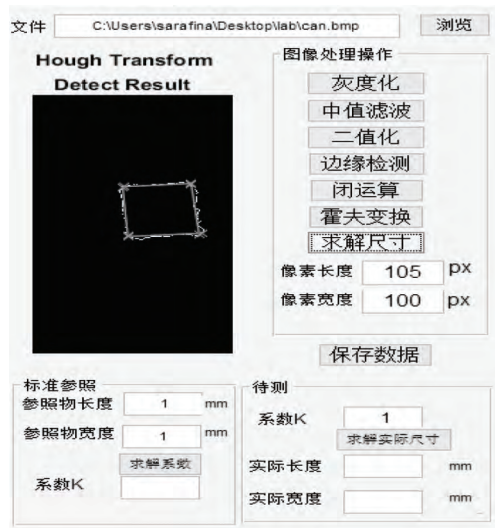 文件 C:\Users\sarafina\Desktop\lab\can.bmp 浏览
Hough Transform
Detect Result
图像处理操作
灰度化
中值滤波
二值化
边缘检测
闭运算
霍夫变换
求解尺寸
像素长度 105 px
像素宽度 100 px
保存数据
标准参照
参照物长度 1 mm
参照物宽度 1 mm
求解系数
系数K
待测
系数K 1
求解实际尺寸
实际长度 mm
实际宽度 mm